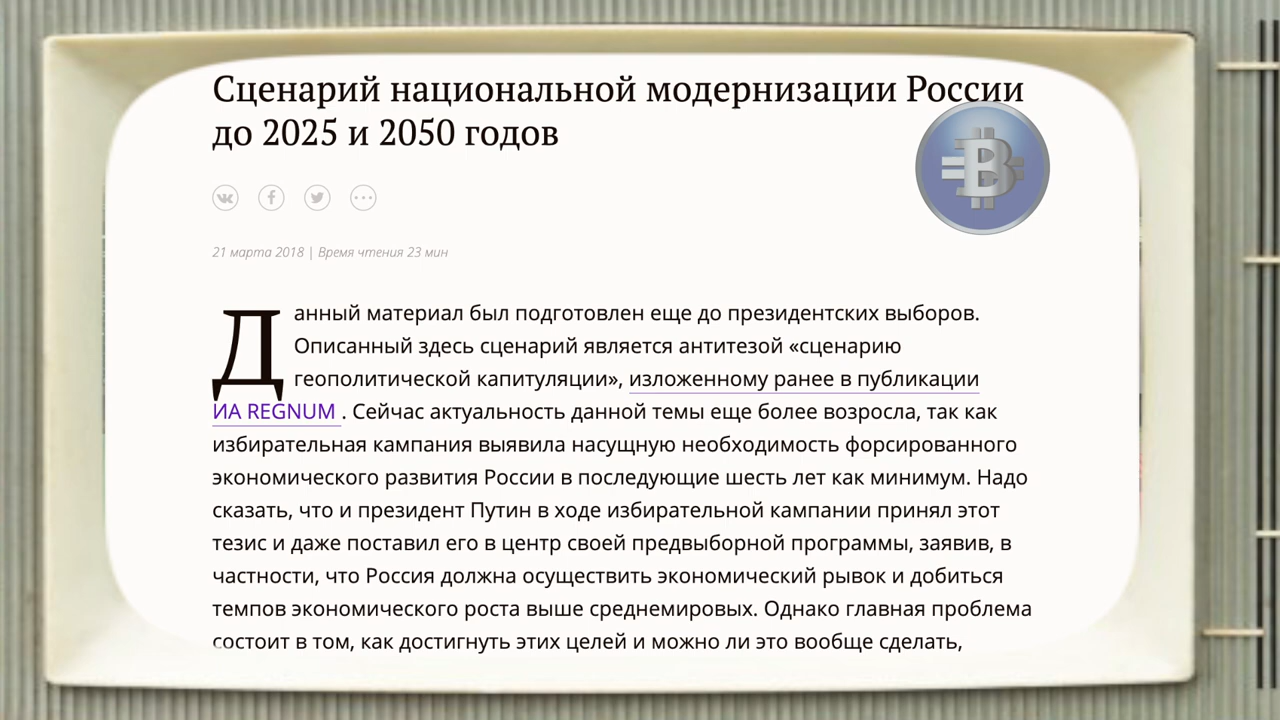 Сценарий национальной модернизации России
до 2025 и 2050 годов
21 марта 2018 | Время чтения 23 мин
Данный материал был подготовлен еще до президентских выборов.
Описанный здесь сценарий является антитезой «сценарию
геополитической капитуляции», изложенному ранее в публикации
ИА REGNUM . Сейчас актуальность данной темы еще более возросла, так как
избирательная кампания выявила насущную необходимость форсированного
экономического развития России в последующие шесть лет как минимум. Надо
сказать, что и президент Путин в ходе избирательной кампании принял этот
тезис и даже поставил его в центр своей предвыборной программы, заявив, в
частности, что Россия должна осуществить экономический рывок и добиться
темпов экономического роста выше среднемировых. Однако главная проблема
состоит в том, как достигнуть этих целей и можно ли это вообще сделать,